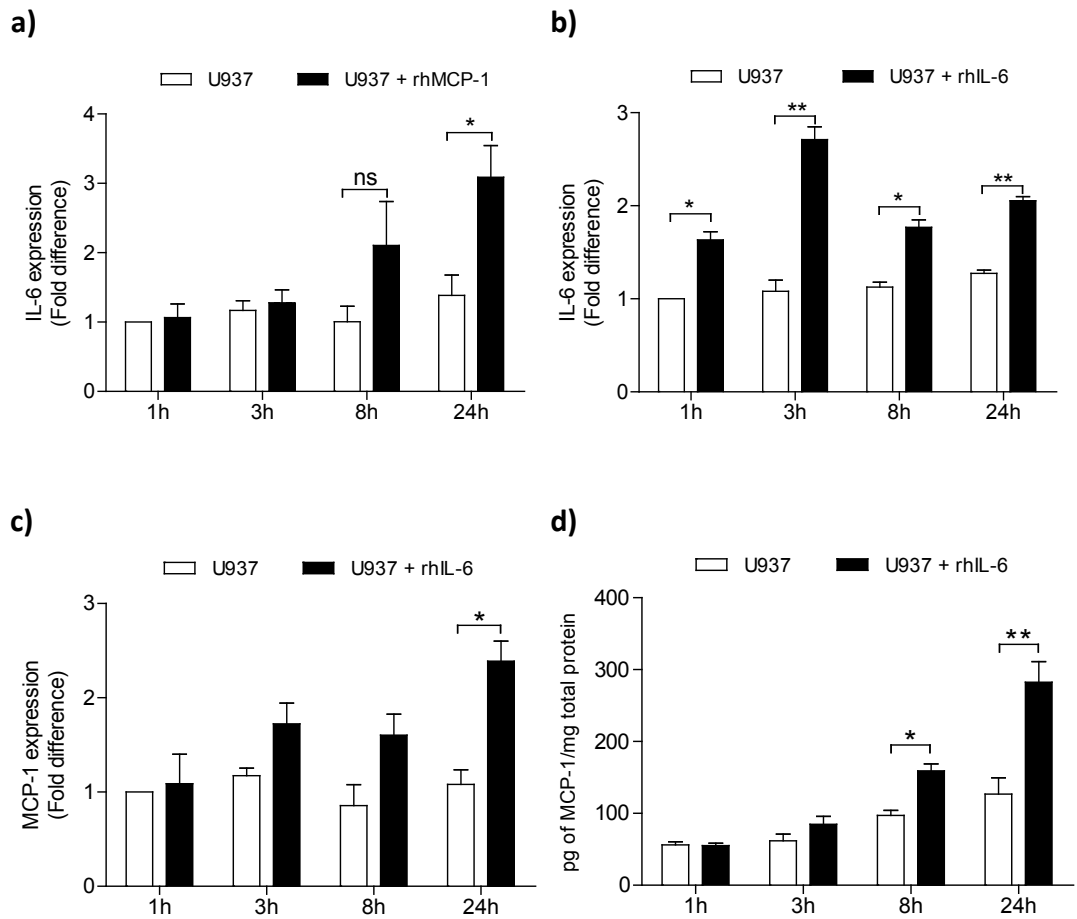 a)
U937 U937 + rhMCP-1
IL-6 expression
(Fold difference)
4
3
2
1
0
ns
*
1h 3h 8h 24h
b)
U937 U937 + rhIL-6
IL-6 expression
(Fold difference)
3
2
1
0
*
**
*
**
1h 3h 8h 24h
c)
U937 U937 + rhIL-6
MCP-1 expression
(Fold difference)
3
2
1
0
*
1h 3h 8h 24h
d)
U937 U937 + rhIL-6
pg of MCP-1/mg total protein
400
300
200
100
0
*
**
1h 3h 8h 24h